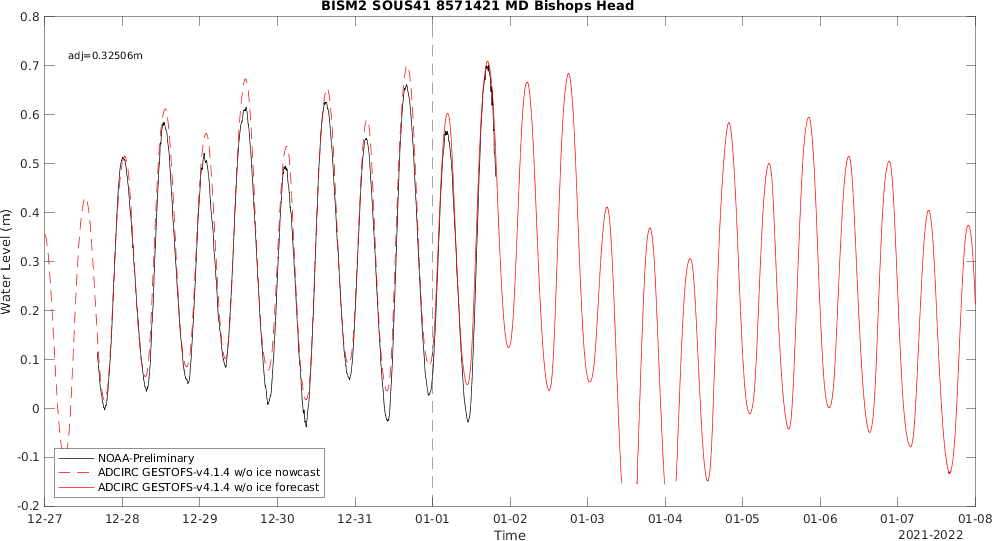 BISM2 SOUS41 8571421 MD Bishops Head
adj=0.32506m
Water Level (m)
0.8
0.7
0.6
0.5
0.4
0.3
0.2
0.1
0
-0.1
-0.2
NOAA-Preliminary
ADCIRC GESTOFS-v4.1.4 w/o ice nowcast
ADCIRC GESTOFS-v4.1.4 w/o ice forecast
12-27 12-28 12-29 12-30 12-31 01-01 01-02 01-03 01-04 01-05 01-06 01-07 01-08
Time
2021-2022